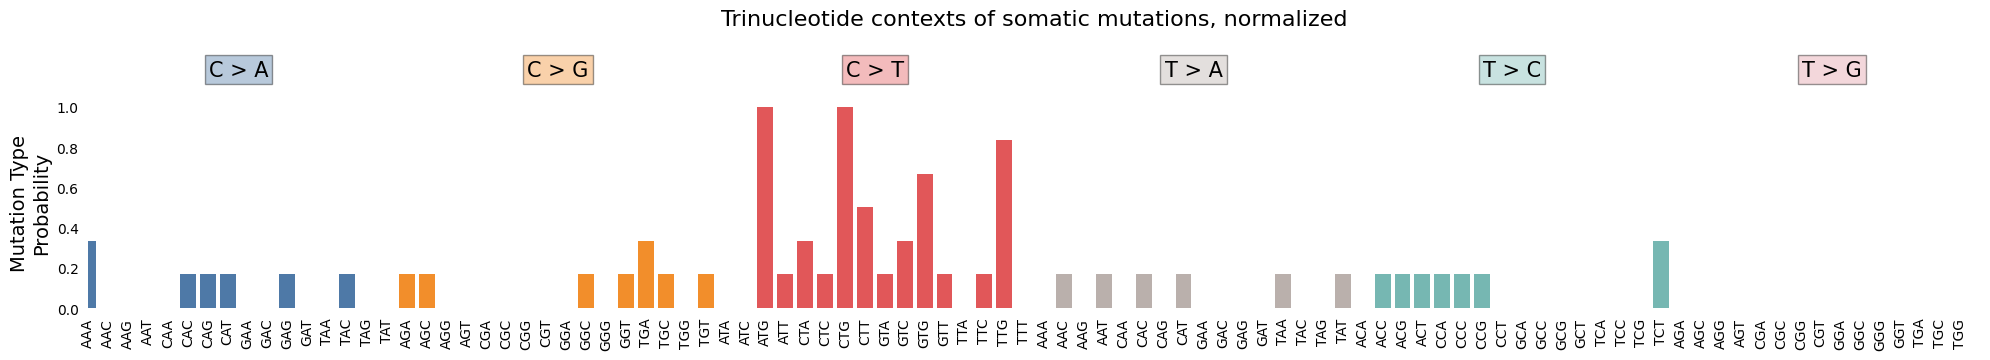 Trinucleotide contexts of somatic mutations, normalized
C > A
C > G
C > T
T > A
T > C
T > G
Mutation Type
Probability
1.0
0.8
0.6
0.4
0.2
0.0
AAA
AAC
AAG
AAT
CAA
CAC
CAG
CAT
GAA
GAC
GAG
GAT
TAA
TAC
TAG
TAT
AGA
AGC
AGG
AGT
CGA
CGC
CGG
CGT
GGA
GGC
GGG
GGT
TGA
TGC
TGG
TGT
ATA
ATC
ATG
ATT
CTA
CTC
CTG
CTT
GTA
GTC
GTG
GTT
TTA
TTC
TTG
TTT
AAA
AAC
AAG
AAT
CAA
CAC
CAG
CAT
GAA
GAC
GAG
GAT
TAA
TAC
TAG
TAT
ACA
ACC
ACG
ACT
CCA
CCC
CCG
CCT
GCA
GCC
GCG
GCT
TCA
TCC
TCG
TCT
AGA
AGC
AGG
AGT
CGA
CGC
CGG
CGT
GGA
GGC
GGG
GGT
TGA
TGC
TGG